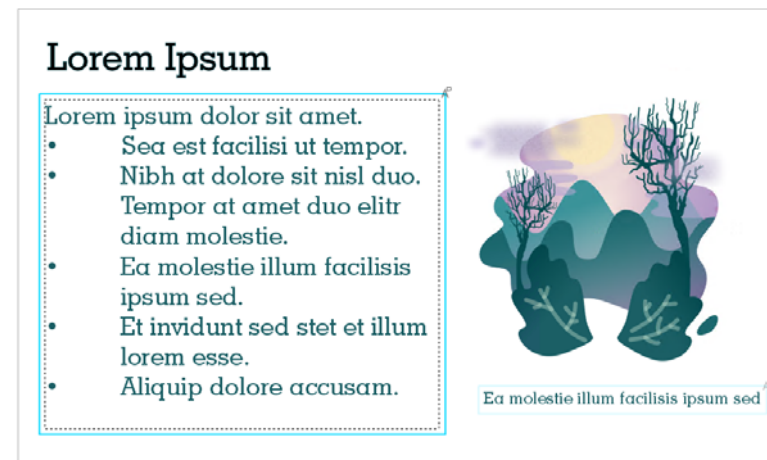 Lorem Ipsum
Lorem ipsum dolor sit amet.
• Sea est facilisi ut tempor.
• Nibh at dolore sit nisl duo.
Tempor at amet duo elitr
diam molestie.
• Ea molestie illum facilisis
ipsum sed.
• Et invidunt sed stet et illum
lorem esse.
• Aliquip dolore accusam.
Ea molestie illum facilisis ipsum sed